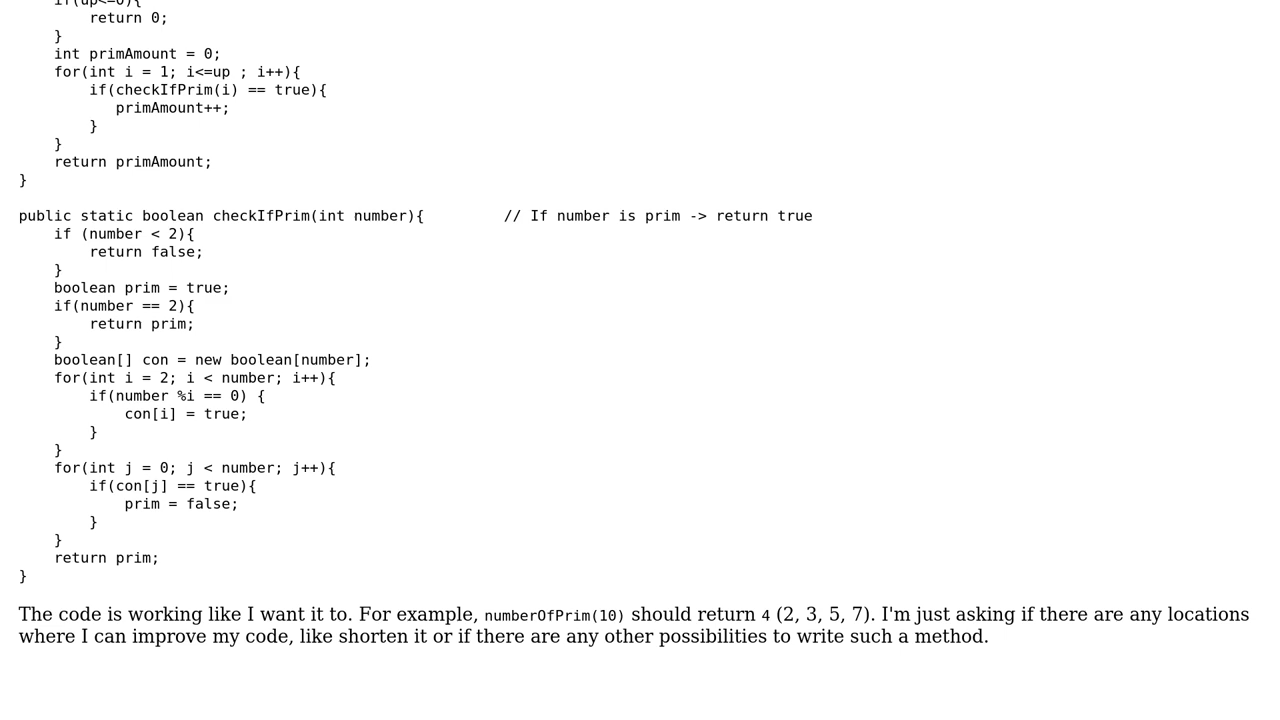 if(up<=0){
        return 0;
    }
    int primAmount = 0;
    for(int i = 1; i<=up ; i++){
        if(checkIfPrim(i) == true){
           primAmount++;
        }
    }
    return primAmount;
}

public static boolean checkIfPrim(int number){         // If number is prim -> return true
    if (number < 2){
        return false;
    }
    boolean prim = true;
    if(number == 2){
        return prim;
    }
    boolean[] con = new boolean[number];
    for(int i = 2; i < number; i++){
        if(number %i == 0) {
            con[i] = true;
        }
    }
    for(int j = 0; j < number; j++){
        if(con[j] == true){
            prim = false;
        }
    }
    return prim;
}
The code is working like I want it to. For example, numberOfPrim(10) should return 4 (2, 3, 5, 7). I'm just asking if there are any locations
where I can improve my code, like shorten it or if there are any other possibilities to write such a method.